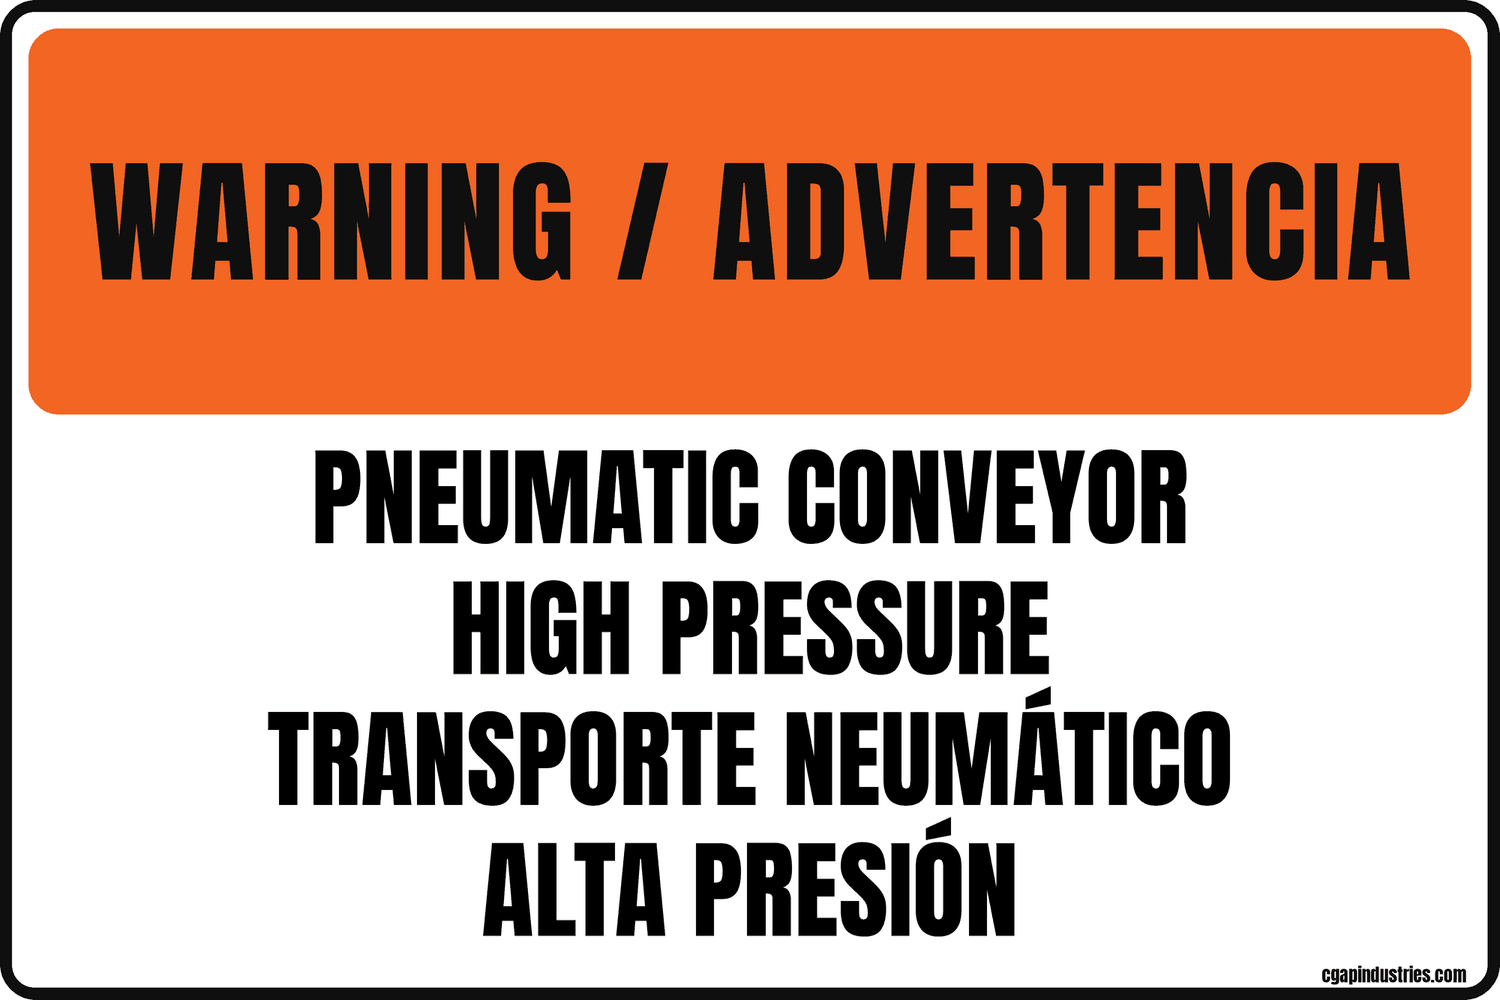 WARNING / ADVERTENCIA
PNEUMATIC CONVEYOR
HIGH PRESSURE
TRANSPORTE NEUMÁTICO
ALTA PRESIÓN
cgapindustries.com